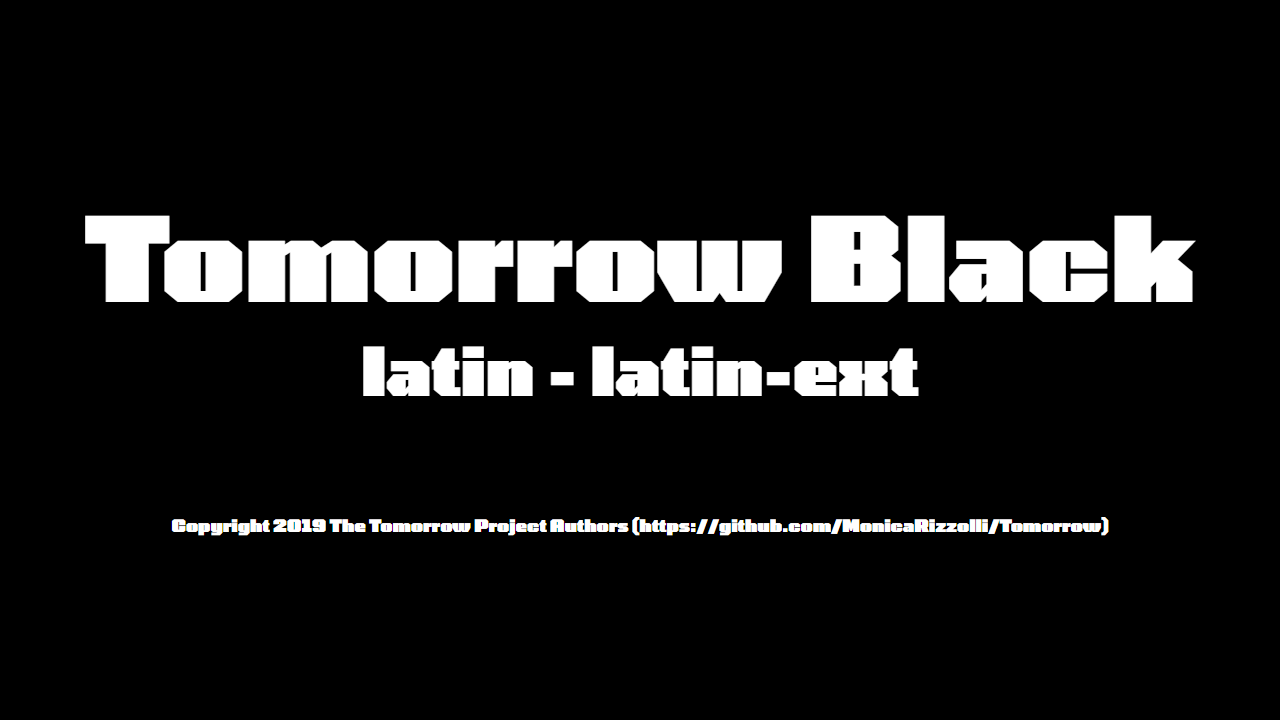 Tomorrow Black
latin - latin-ext
Copyright 2019 The Tomorrow Project Authors (https://github.com/MonicaRizzolli/Tomorrow)